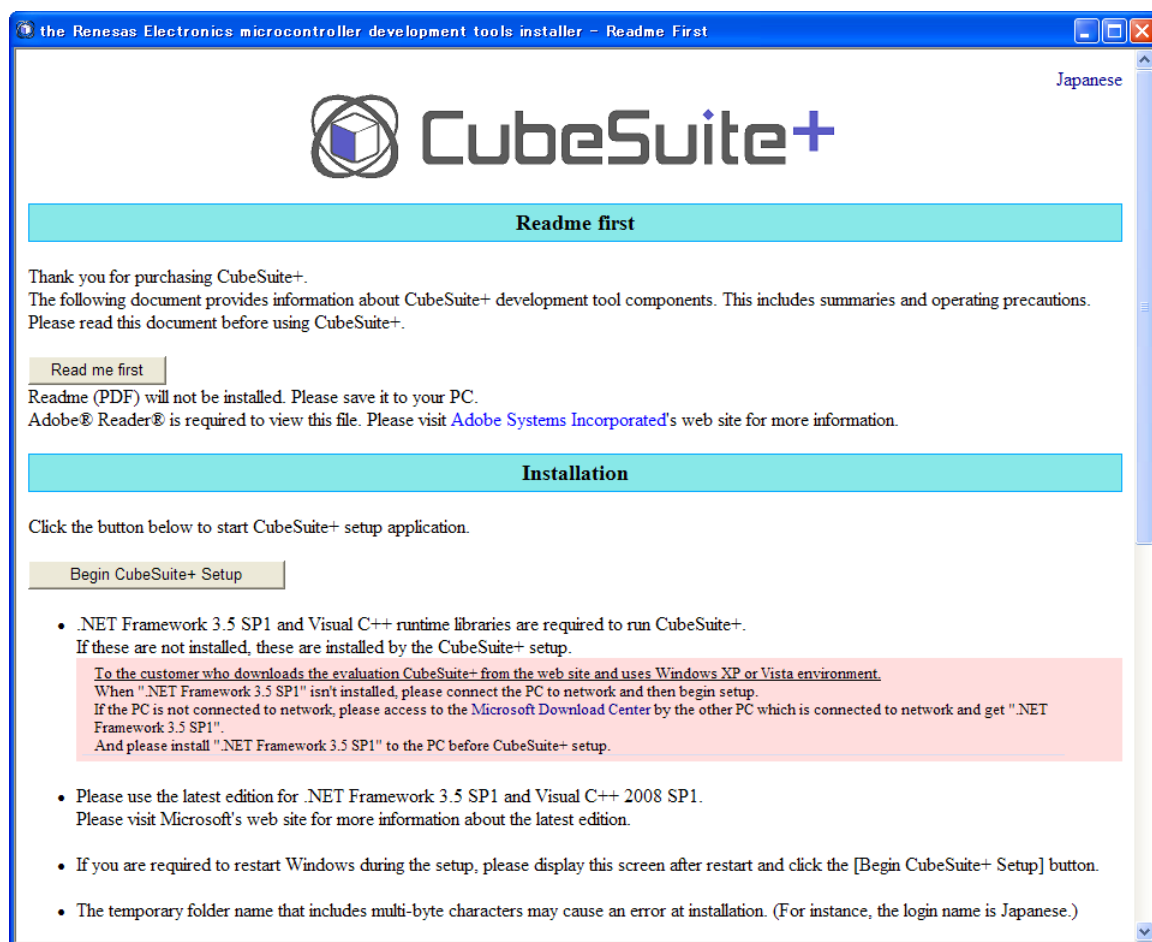 the Renesas Electronics microcontroller development tools installer - Readme First
Japanese
CubeSuite+
Readme first
Thank you for purchasing CubeSuite+.
The following document provides information about CubeSuite+ development tool components. This includes summaries and operating precautions.
Please read this document before using CubeSuite+.
Read me first
Readme (PDF) will not be installed. Please save it to your PC.
Adobe® Reader® is required to view this file. Please visit Adobe Systems Incorporated's web site for more information.
Installation
Click the button below to start CubeSuite+ setup application.
Begin CubeSuite+ Setup
• .NET Framework 3.5 SP1 and Visual C++ runtime libraries are required to run CubeSuite+.
If these are not installed, these are installed by the CubeSuite+ setup.
To the customer who downloads the evaluation CubeSuite+ from the web site and uses Windows XP or Vista environment.
When ".NET Framework 3.5 SP1" isn't installed, please connect the PC to network and then begin setup.
If the PC is not connected to network, please access to the Microsoft Download Center by the other PC which is connected to network and get ".NET
Framework 3.5 SP1".
And please install ".NET Framework 3.5 SP1" to the PC before CubeSuite+ setup.
• Please use the latest edition for .NET Framework 3.5 SP1 and Visual C++ 2008 SP1.
Please visit Microsoft's web site for more information about the latest edition.
• If you are required to restart Windows during the setup, please display this screen after restart and click the [Begin CubeSuite+ Setup] button.
• The temporary folder name that includes multi-byte characters may cause an error at installation. (For instance, the login name is Japanese.)